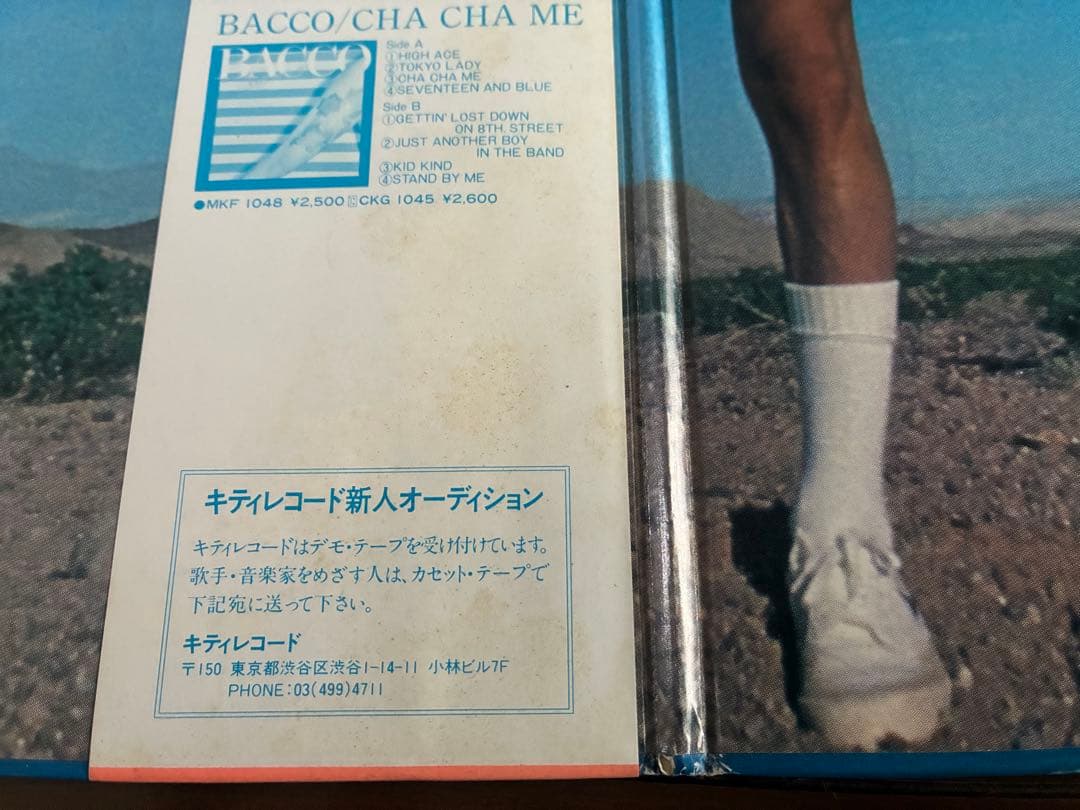 BACCO/CHA CHA ME
BACCO
Side A
①HIGH ACE
②TOKYO LADY
③CHA CHA ME
④SEVENTEEN AND BLUE
Side B
①GETTIN' LOST DOWN
ON 8TH. STREET
②JUST ANOTHER BOY
IN THE BAND
③KID KIND
④STAND BY ME
●MKF 1048 ¥2,500 CKG 1045 ¥2,600
キティレコード新人オーディション
キティレコードはデモ・テープを受け付けています。
歌手・音楽家をめざす人は、カセット・テープで
下記宛に送って下さい。
キティレコード
〒150 東京都渋谷区渋谷1-14-11 小林ビル7F
PHONE:03(499)4711